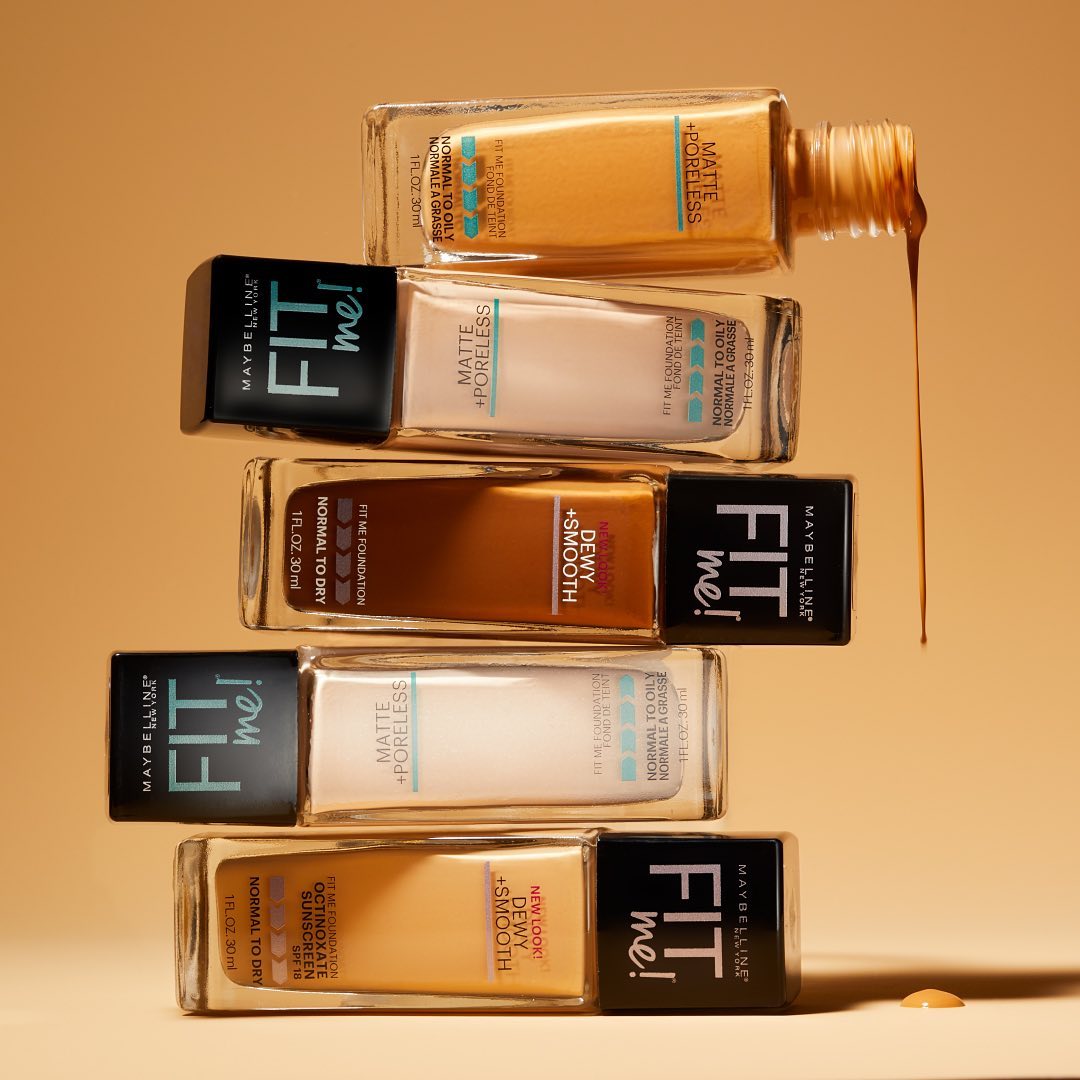 MATTE
+PORELESS
FIT ME FOUNDATION
FOND DE TEINT
NORMAL TO OILY
NORMALE A GRASSE
1 FL.OZ. 30 ml
MAYBELLINE®
NEW YORK
FIT
me!®
MATTE
+PORELESS
FIT ME FOUNDATION
FOND DE TEINT
NORMAL TO OILY
NORMALE A GRASSE
1 FL.OZ. 30 ml
MAYBELLINE®
NEW YORK
FIT
me!®
NEW LOOK!
DEWY
+SMOOTH
FIT ME FOUNDATION
NORMAL TO DRY
1 FL.OZ. 30 ml
MAYBELLINE®
NEW YORK
FIT
me!®
MATTE
+PORELESS
FIT ME FOUNDATION
FOND DE TEINT
NORMAL TO OILY
NORMALE A GRASSE
1 FL.OZ. 30 ml
MAYBELLINE®
NEW YORK
FIT
me!®
NEW LOOK!
DEWY
+SMOOTH
FIT ME FOUNDATION
OCTINOXATE
SUNSCREEN
SPF 18
NORMAL TO DRY
1 FL.OZ. 30 ml